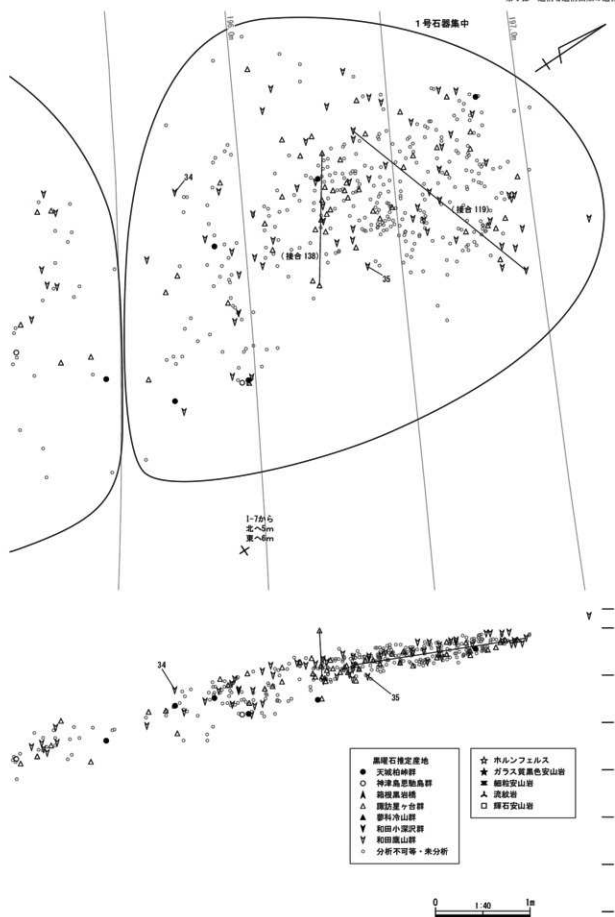 1号石器集中
196.0m
197.0m
34
(接合 119)
(接合 138)
35
I-7から
北へ5m
東へ6m
34
35
黒曜石推定産地
天城柏峠群
神津島恩馳島群
箱根黒岩橋
諏訪星ヶ台群
蓼科冷山群
和田小深沢群
和田鷹山群
分析不可等・未分析
ホルンフェルス
ガラス質黒色安山岩
細粒安山岩
流紋岩
輝石安山岩
0 1:40 1m